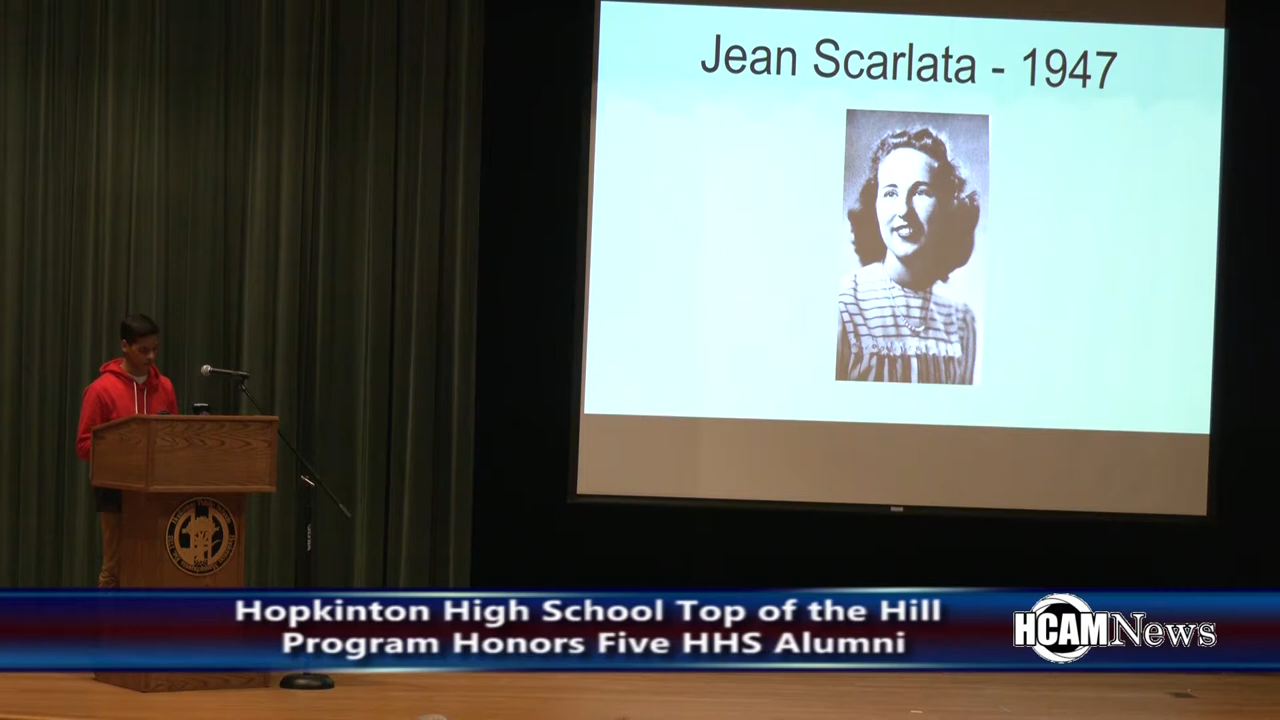 Jean Scarlata - 1947
Hopkinton High School Top of the Hill
Program Honors Five HHS Alumni
HCAMNews